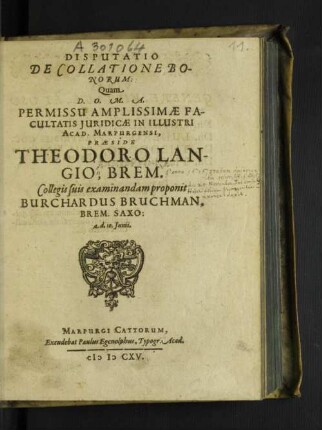 A 301064
11.
DISPUTATIO
DE COLLATIONE BO-
NORUM.
Quam
D. O. M. A.
PERMISSU AMPLISSIMÆ FA-
CULTATIS JURIDICÆ IN ILLUSTRI
ACAD. MARPURGENSI,
PRÆSIDE
THEODORO LAN-
GIO, BREM.
Collegis suis examinandam proponit
BURCHARDUS BRUCHMAN.
BREM. SAXO:
a.d. 10. Junii.
MARPURGI CATTORUM,
Excudebat Paulus Egenolphus, Typogr. Acad.
cIɔ Iɔ CXV.